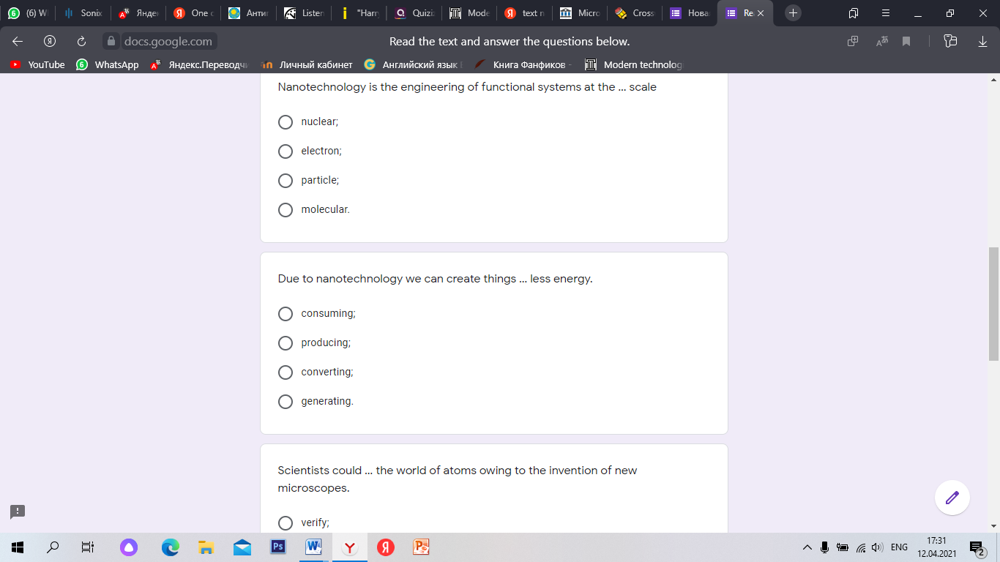 (6) W
Sonix
Янде
One c
Анти
Listen
"Harr
Quizi
Mode
text n
Micro
Cross
Нова
Re
docs.google.com
Read the text and answer the questions below.
YouTube
WhatsApp
Яндекс.Переводч
Личный кабинет
Английский язык
Книга Фанфиков -
Modern technolog
Nanotechnology is the engineering of functional systems at the ... scale
nuclear;
electron;
particle;
molecular.
Due to nanotechnology we can create things ... less energy.
consuming;
producing;
converting;
generating.
Scientists could ... the world of atoms owing to the invention of new
microscopes.
verify;
Ps
ENG
17:31
12.04.2021
2